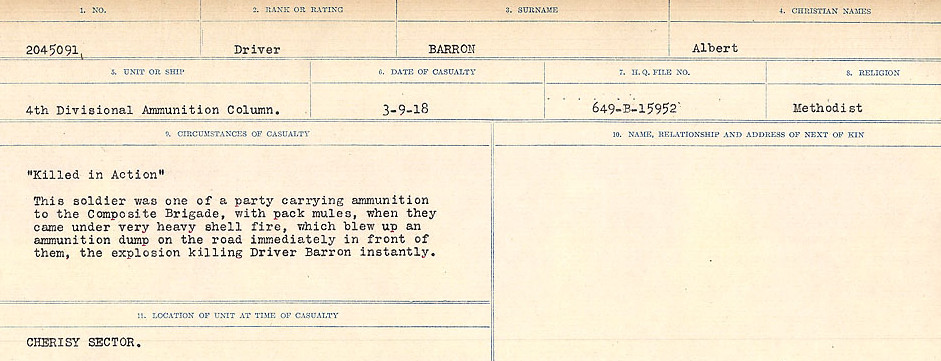 1. NO. 2. RANK OR RATING 3. SURNAME 4. CHRISTIAN NAMES
2045091, Driver BARRON Albert
5. UNIT OR SHIP 6. DATE OF CASUALTY 7. H. Q. FILE NO. 8. RELIGION
4th Divisional Ammunition Column. 3-9-18 649-B-15952 Methodist
9. CIRCUMSTANCES OF CASUALTY 10. NAME, RELATIONSHIP AND ADDRESS OF NEXT OF KIN
"Killed in Action"
This soldier was one of a party carrying ammunition
to the Composite Brigade, with pack mules, when they
came under very heavy shell fire, which blew up an
ammunition dump on the road immediately in front of
them, the explosion killing Driver Barron instantly.
11. LOCATION OF UNIT AT TIME OF CASUALTY
CHERISY SECTOR.